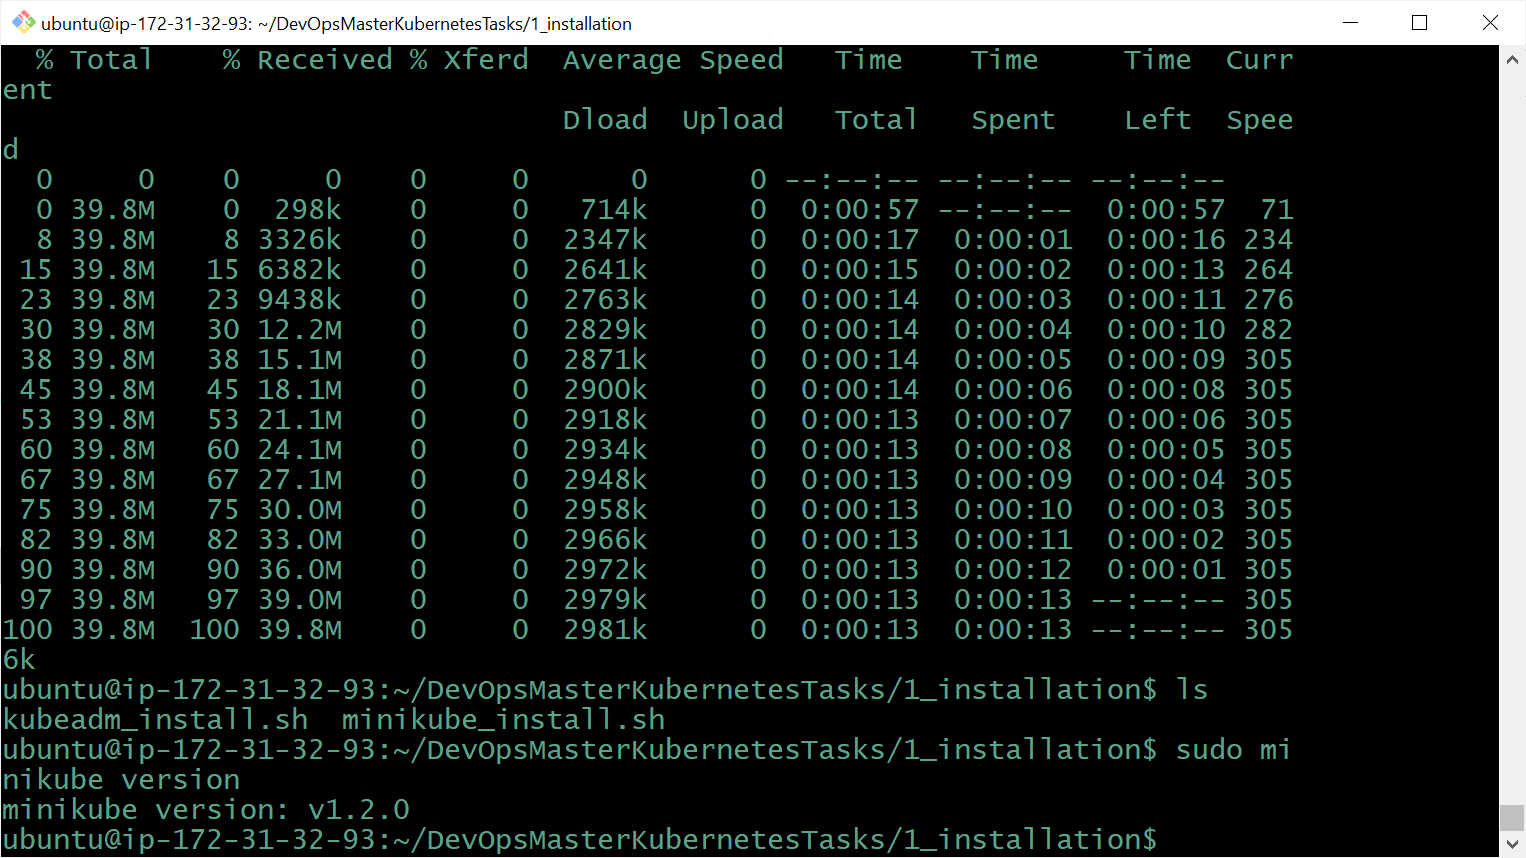 ubuntu@ip-172-31-32-93: ~/DevOpsMasterKubernetesTasks/1_installation
% Total % Received % Xferd Average Speed Time Time Time Curr
ent
Dload Upload Total Spent Left Spee
d
0 0 0 0 0 0 0 0 --:--:-- --:--:-- --:--:--
0 39.8M 0 298k 0 0 714k 0 0:00:57 --:--:-- 0:00:57 71
8 39.8M 8 3326k 0 0 2347k 0 0:00:17 0:00:01 0:00:16 234
15 39.8M 15 6382k 0 0 2641k 0 0:00:15 0:00:02 0:00:13 264
23 39.8M 23 9438k 0 0 2763k 0 0:00:14 0:00:03 0:00:11 276
30 39.8M 30 12.2M 0 0 2829k 0 0:00:14 0:00:04 0:00:10 282
38 39.8M 38 15.1M 0 0 2871k 0 0:00:14 0:00:05 0:00:09 305
45 39.8M 45 18.1M 0 0 2900k 0 0:00:14 0:00:06 0:00:08 305
53 39.8M 53 21.1M 0 0 2918k 0 0:00:13 0:00:07 0:00:06 305
60 39.8M 60 24.1M 0 0 2934k 0 0:00:13 0:00:08 0:00:05 305
67 39.8M 67 27.1M 0 0 2948k 0 0:00:13 0:00:09 0:00:04 305
75 39.8M 75 30.0M 0 0 2958k 0 0:00:13 0:00:10 0:00:03 305
82 39.8M 82 33.0M 0 0 2966k 0 0:00:13 0:00:11 0:00:02 305
90 39.8M 90 36.0M 0 0 2972k 0 0:00:13 0:00:12 0:00:01 305
97 39.8M 97 39.0M 0 0 2979k 0 0:00:13 0:00:13 --:--:-- 305
100 39.8M 100 39.8M 0 0 2981k 0 0:00:13 0:00:13 --:--:-- 305
6k
ubuntu@ip-172-31-32-93:~/DevOpsMasterKubernetesTasks/1_installation$ ls
kubeadm_install.sh minikube_install.sh
ubuntu@ip-172-31-32-93:~/DevOpsMasterKubernetesTasks/1_installation$ sudo mi
nikube version
minikube version: v1.2.0
ubuntu@ip-172-31-32-93:~/DevOpsMasterKubernetesTasks/1_installation$